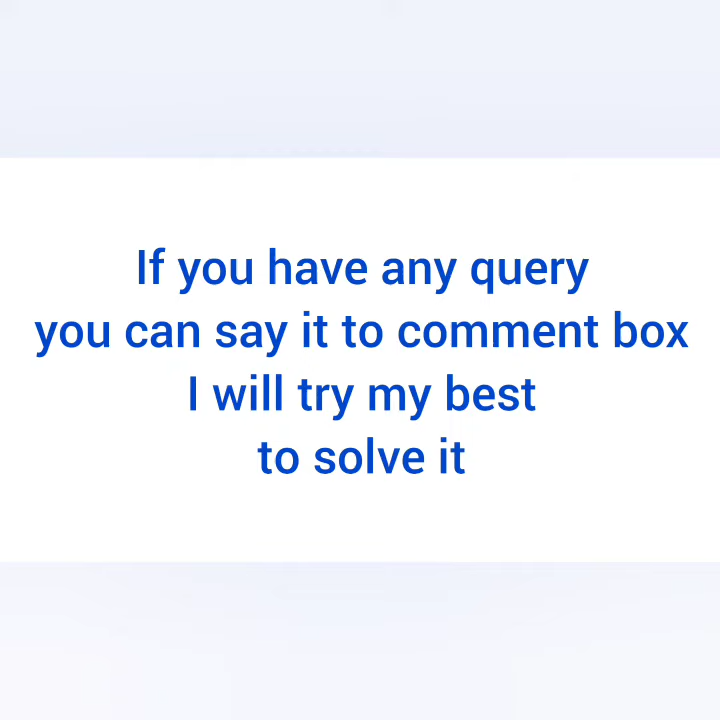 If you have any query
you can say it to comment box
I will try my best
to solve it